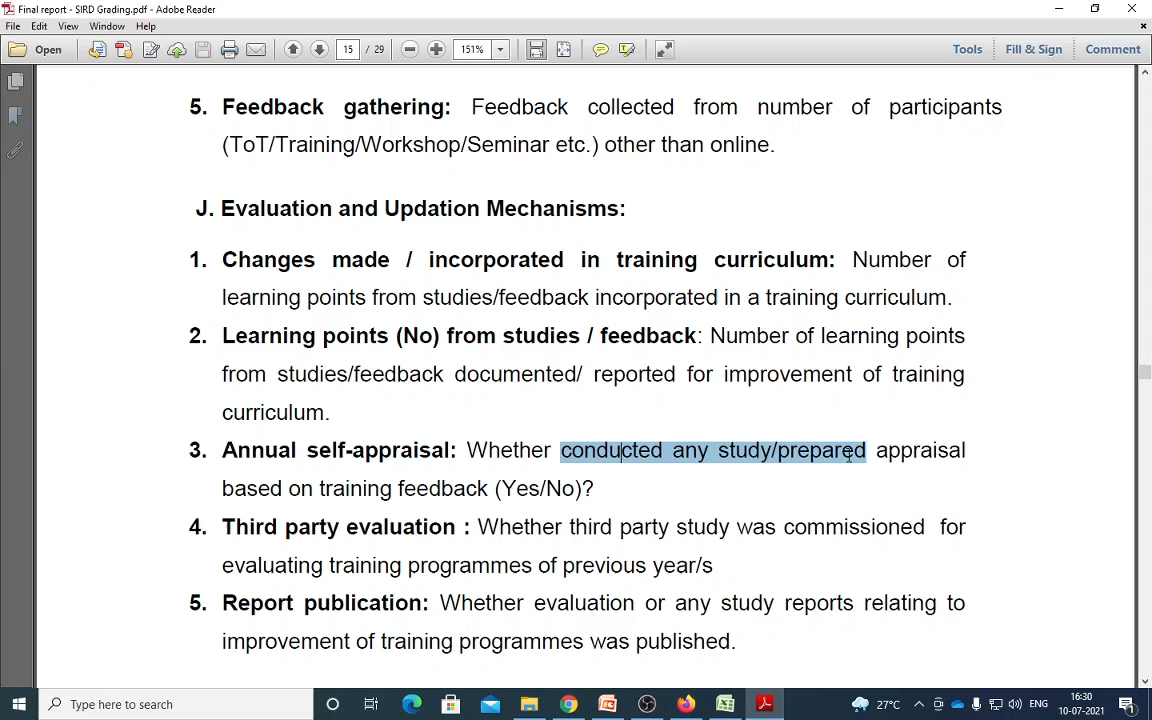 Final report - SIRD Grading.pdf - Adobe Reader
File Edit View Window Help
Open 15 / 29 151% Tools Fill & Sign Comment
5. Feedback gathering: Feedback collected from number of participants
(ToT/Training/Workshop/Seminar etc.) other than online.
J. Evaluation and Updation Mechanisms:
1. Changes made / incorporated in training curriculum: Number of
learning points from studies/feedback incorporated in a training curriculum.
2. Learning points (No) from studies / feedback: Number of learning points
from studies/feedback documented/ reported for improvement of training
curriculum.
3. Annual self-appraisal: Whether conducted any study/prepared appraisal
based on training feedback (Yes/No)?
4. Third party evaluation : Whether third party study was commissioned for
evaluating training programmes of previous year/s
5. Report publication: Whether evaluation or any study reports relating to
improvement of training programmes was published.
Type here to search 27°C ENG 16:30
10-07-2021